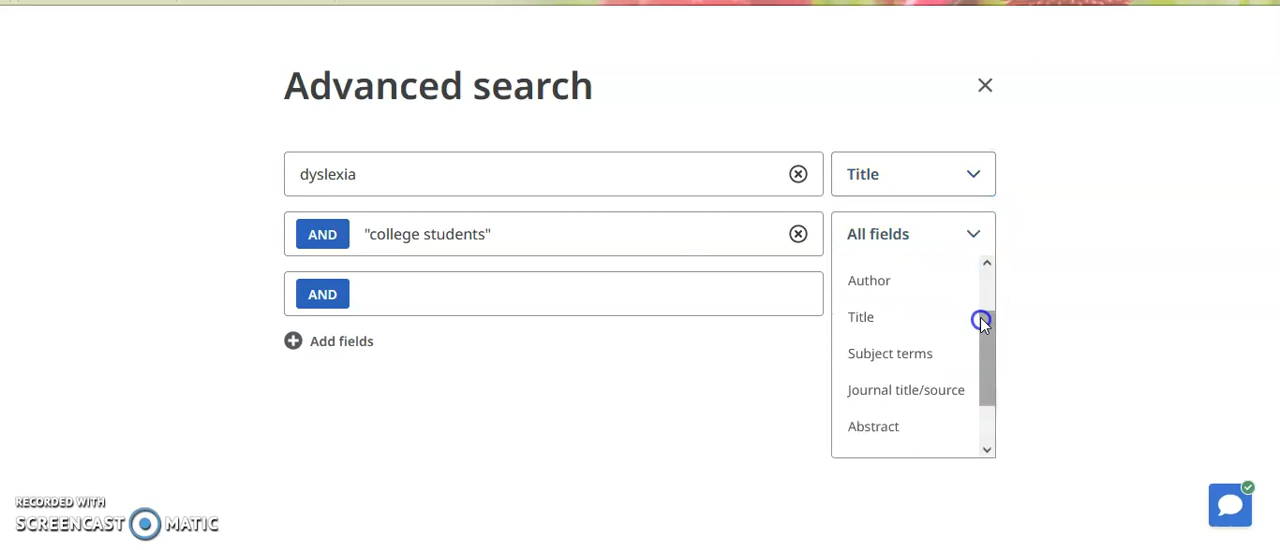 Advanced search
dyslexia
Title
AND "college students"
All fields
AND
Author
Title
Subject terms
Journal title/source
Abstract
Add fields
RECORDED WITH
SCREENCAST MATIC